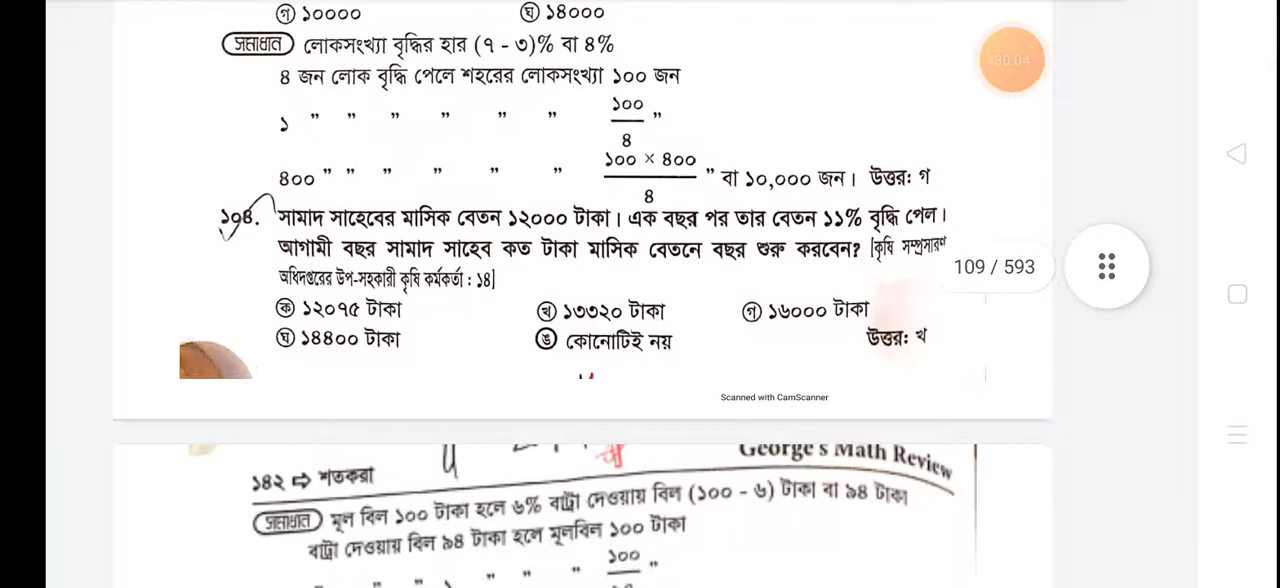 গ ১০০০০ ঘ ১৪০০০
সমাধান লোকসংখ্যা বৃদ্ধির হার (৭ - ৩)% বা ৪%
৪ জন লোক বৃদ্ধি পেলে শহরের লোকসংখ্যা ১০০ জন
১ " " " " " " ১০০/৪ "
৪০০ " " " " " " ১০০ × ৪০০/৪ " বা ১০,০০০ জন। উত্তর: গ
১০৪. সামাদ সাহেবের মাসিক বেতন ১২০০০ টাকা। এক বছর পর তার বেতন ১১% বৃদ্ধি পেল।
আগামী বছর সামাদ সাহেব কত টাকা মাসিক বেতনে বছর শুরু করবেন? [কৃষি সম্প্রসারণ
অধিদপ্তরের উপ-সহকারী কৃষি কর্মকর্তা : ১৪]
ক ১২০৭৫ টাকা খ ১৩৩২০ টাকা গ ১৬০০০ টাকা
ঘ ১৪৪০০ টাকা ঙ কোনোটিই নয় উত্তর: খ
30:04
109 / 593
Scanned with CamScanner
১৪২ ⇨ শতকরা George's Math Review
সমাধান মূল বিল ১০০ টাকা হলে ৬% বাট্টা দেওয়ায় বিল (১০০ - ৬) টাকা বা ৯৪ টাকা
বাট্টা দেওয়ায় বিল ৯৪ টাকা হলে মূলবিল ১০০ টাকা
" " ১০০ "